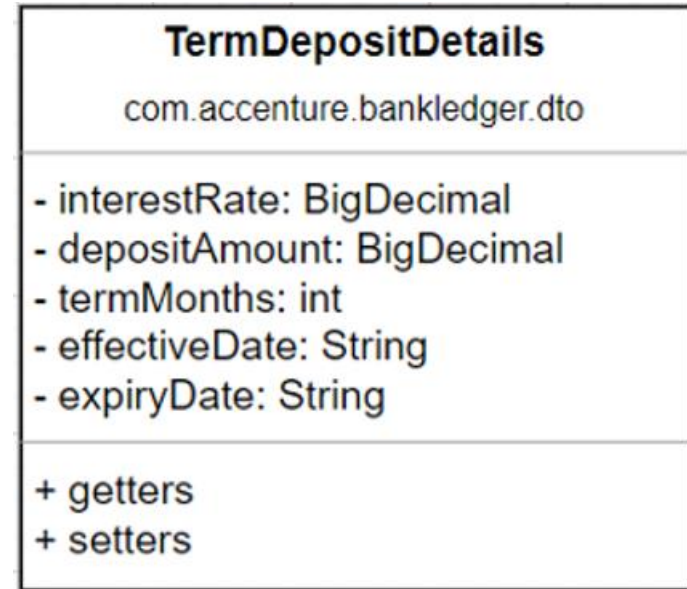 TermDepositDetails
com.accenture.bankledger.dto
- interestRate: BigDecimal
- depositAmount: BigDecimal
- termMonths: int
- effectiveDate: String
- expiryDate: String
+ getters
+ setters